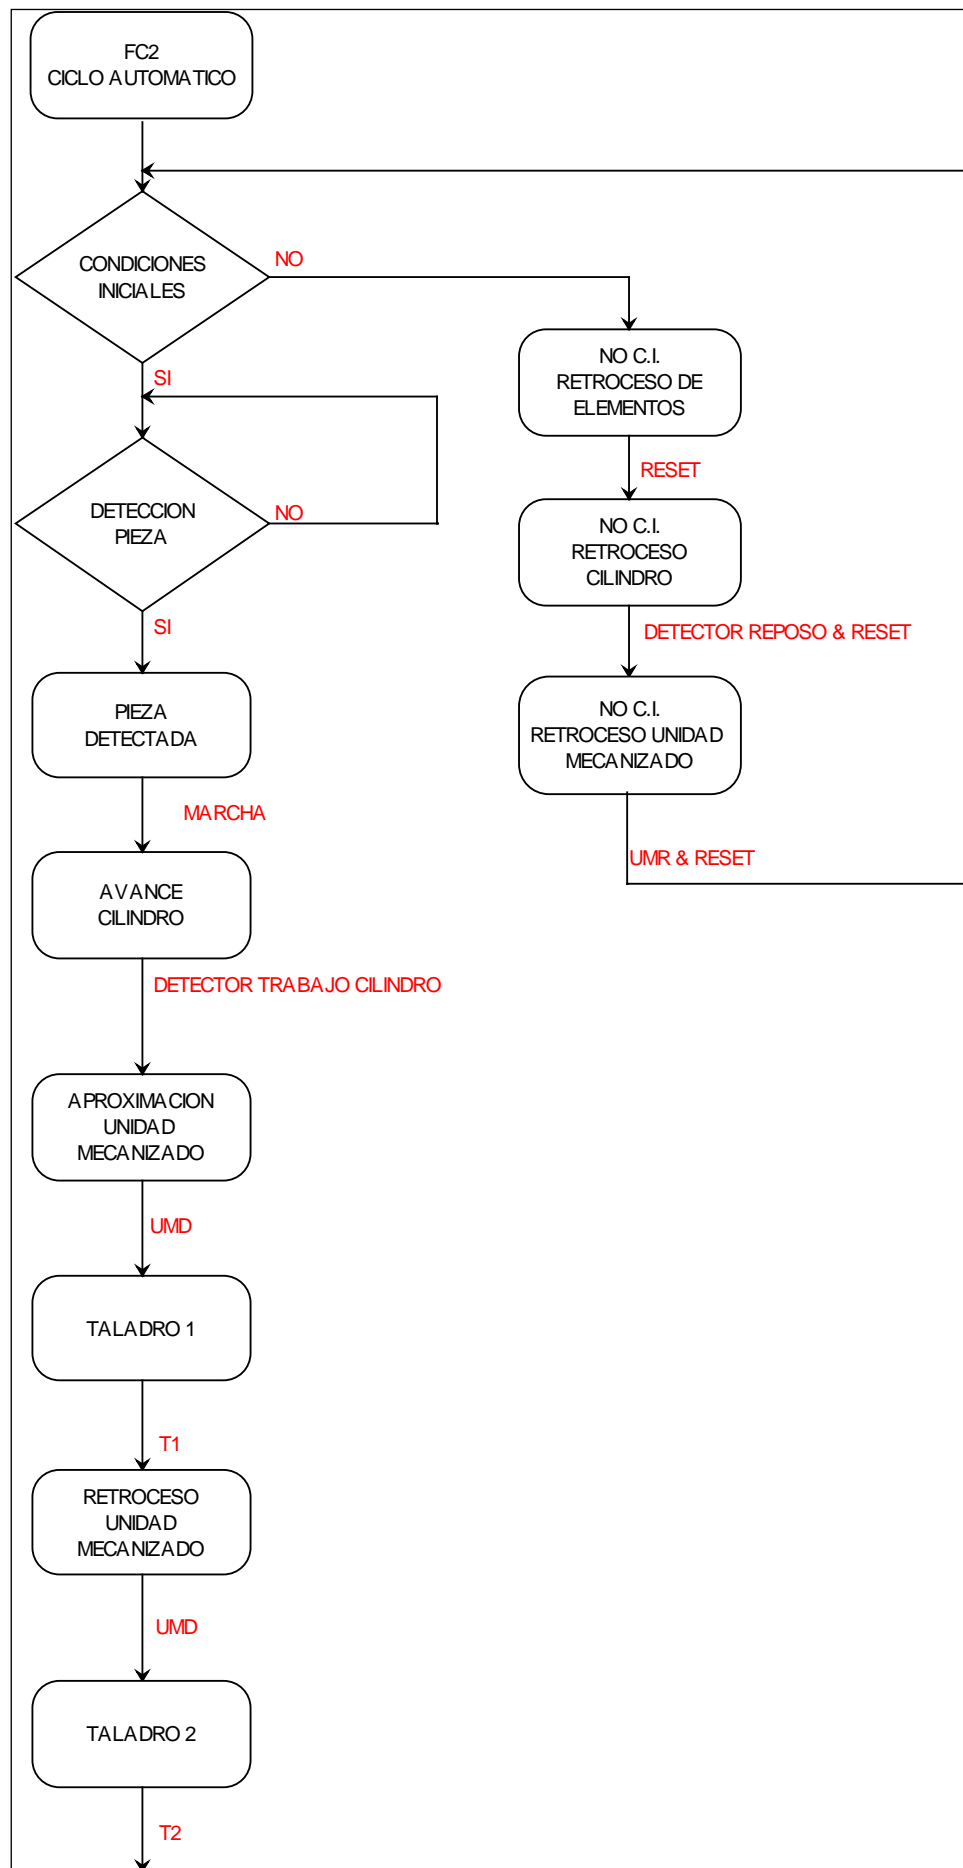 FC2
CICLO AUTOMATICO
CONDICIONES
INICIALES
NO
SI
NO C.I.
RETROCESO DE
ELEMENTOS
RESET
DETECCION
PIEZA
NO
SI
NO C.I.
RETROCESO
CILINDRO
DETECTOR REPOSO & RESET
PIEZA
DETECTADA
NO C.I.
RETROCESO UNIDAD
MECANIZADO
MARCHA
UMR & RESET
AVANCE
CILINDRO
DETECTOR TRABAJO CILINDRO
APROXIMACION
UNIDAD
MECANIZADO
UMD
TALADRO 1
T1
RETROCESO
UNIDAD
MECANIZADO
UMD
TALADRO 2
T2